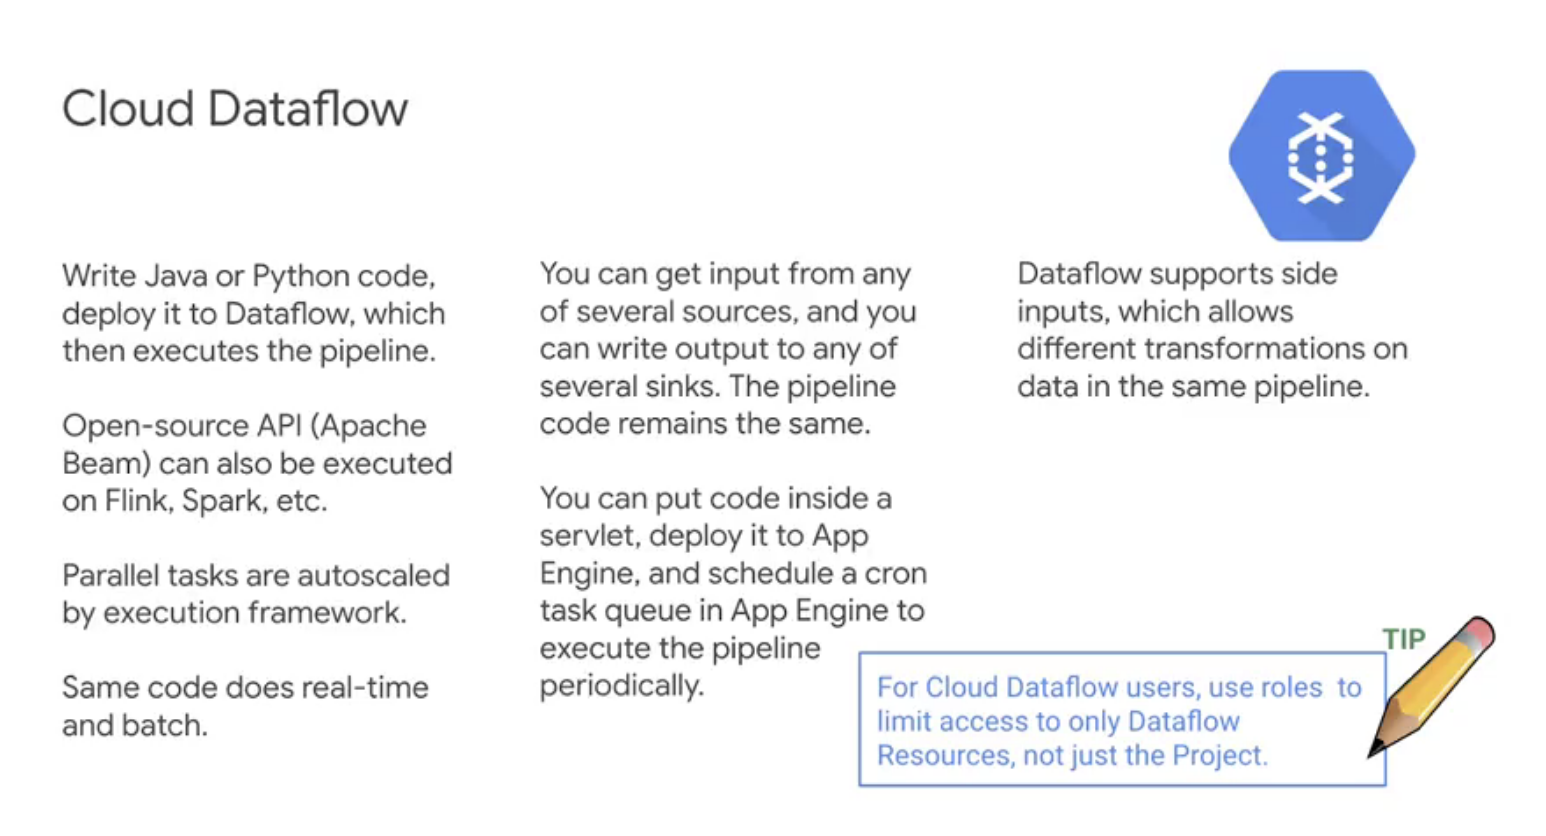 Cloud Dataflow
Write Java or Python code,
deploy it to Dataflow, which
then executes the pipeline.
Open-source API (Apache
Beam) can also be executed
on Flink, Spark, etc.
Parallel tasks are autoscaled
by execution framework.
Same code does real-time
and batch.
You can get input from any
of several sources, and you
can write output to any of
several sinks. The pipeline
code remains the same.
You can put code inside a
servlet, deploy it to App
Engine, and schedule a cron
task queue in App Engine to
execute the pipeline
periodically.
Dataflow supports side
inputs, which allows
different transformations on
data in the same pipeline.
TIP
For Cloud Dataflow users, use roles to
limit access to only Dataflow
Resources, not just the Project.